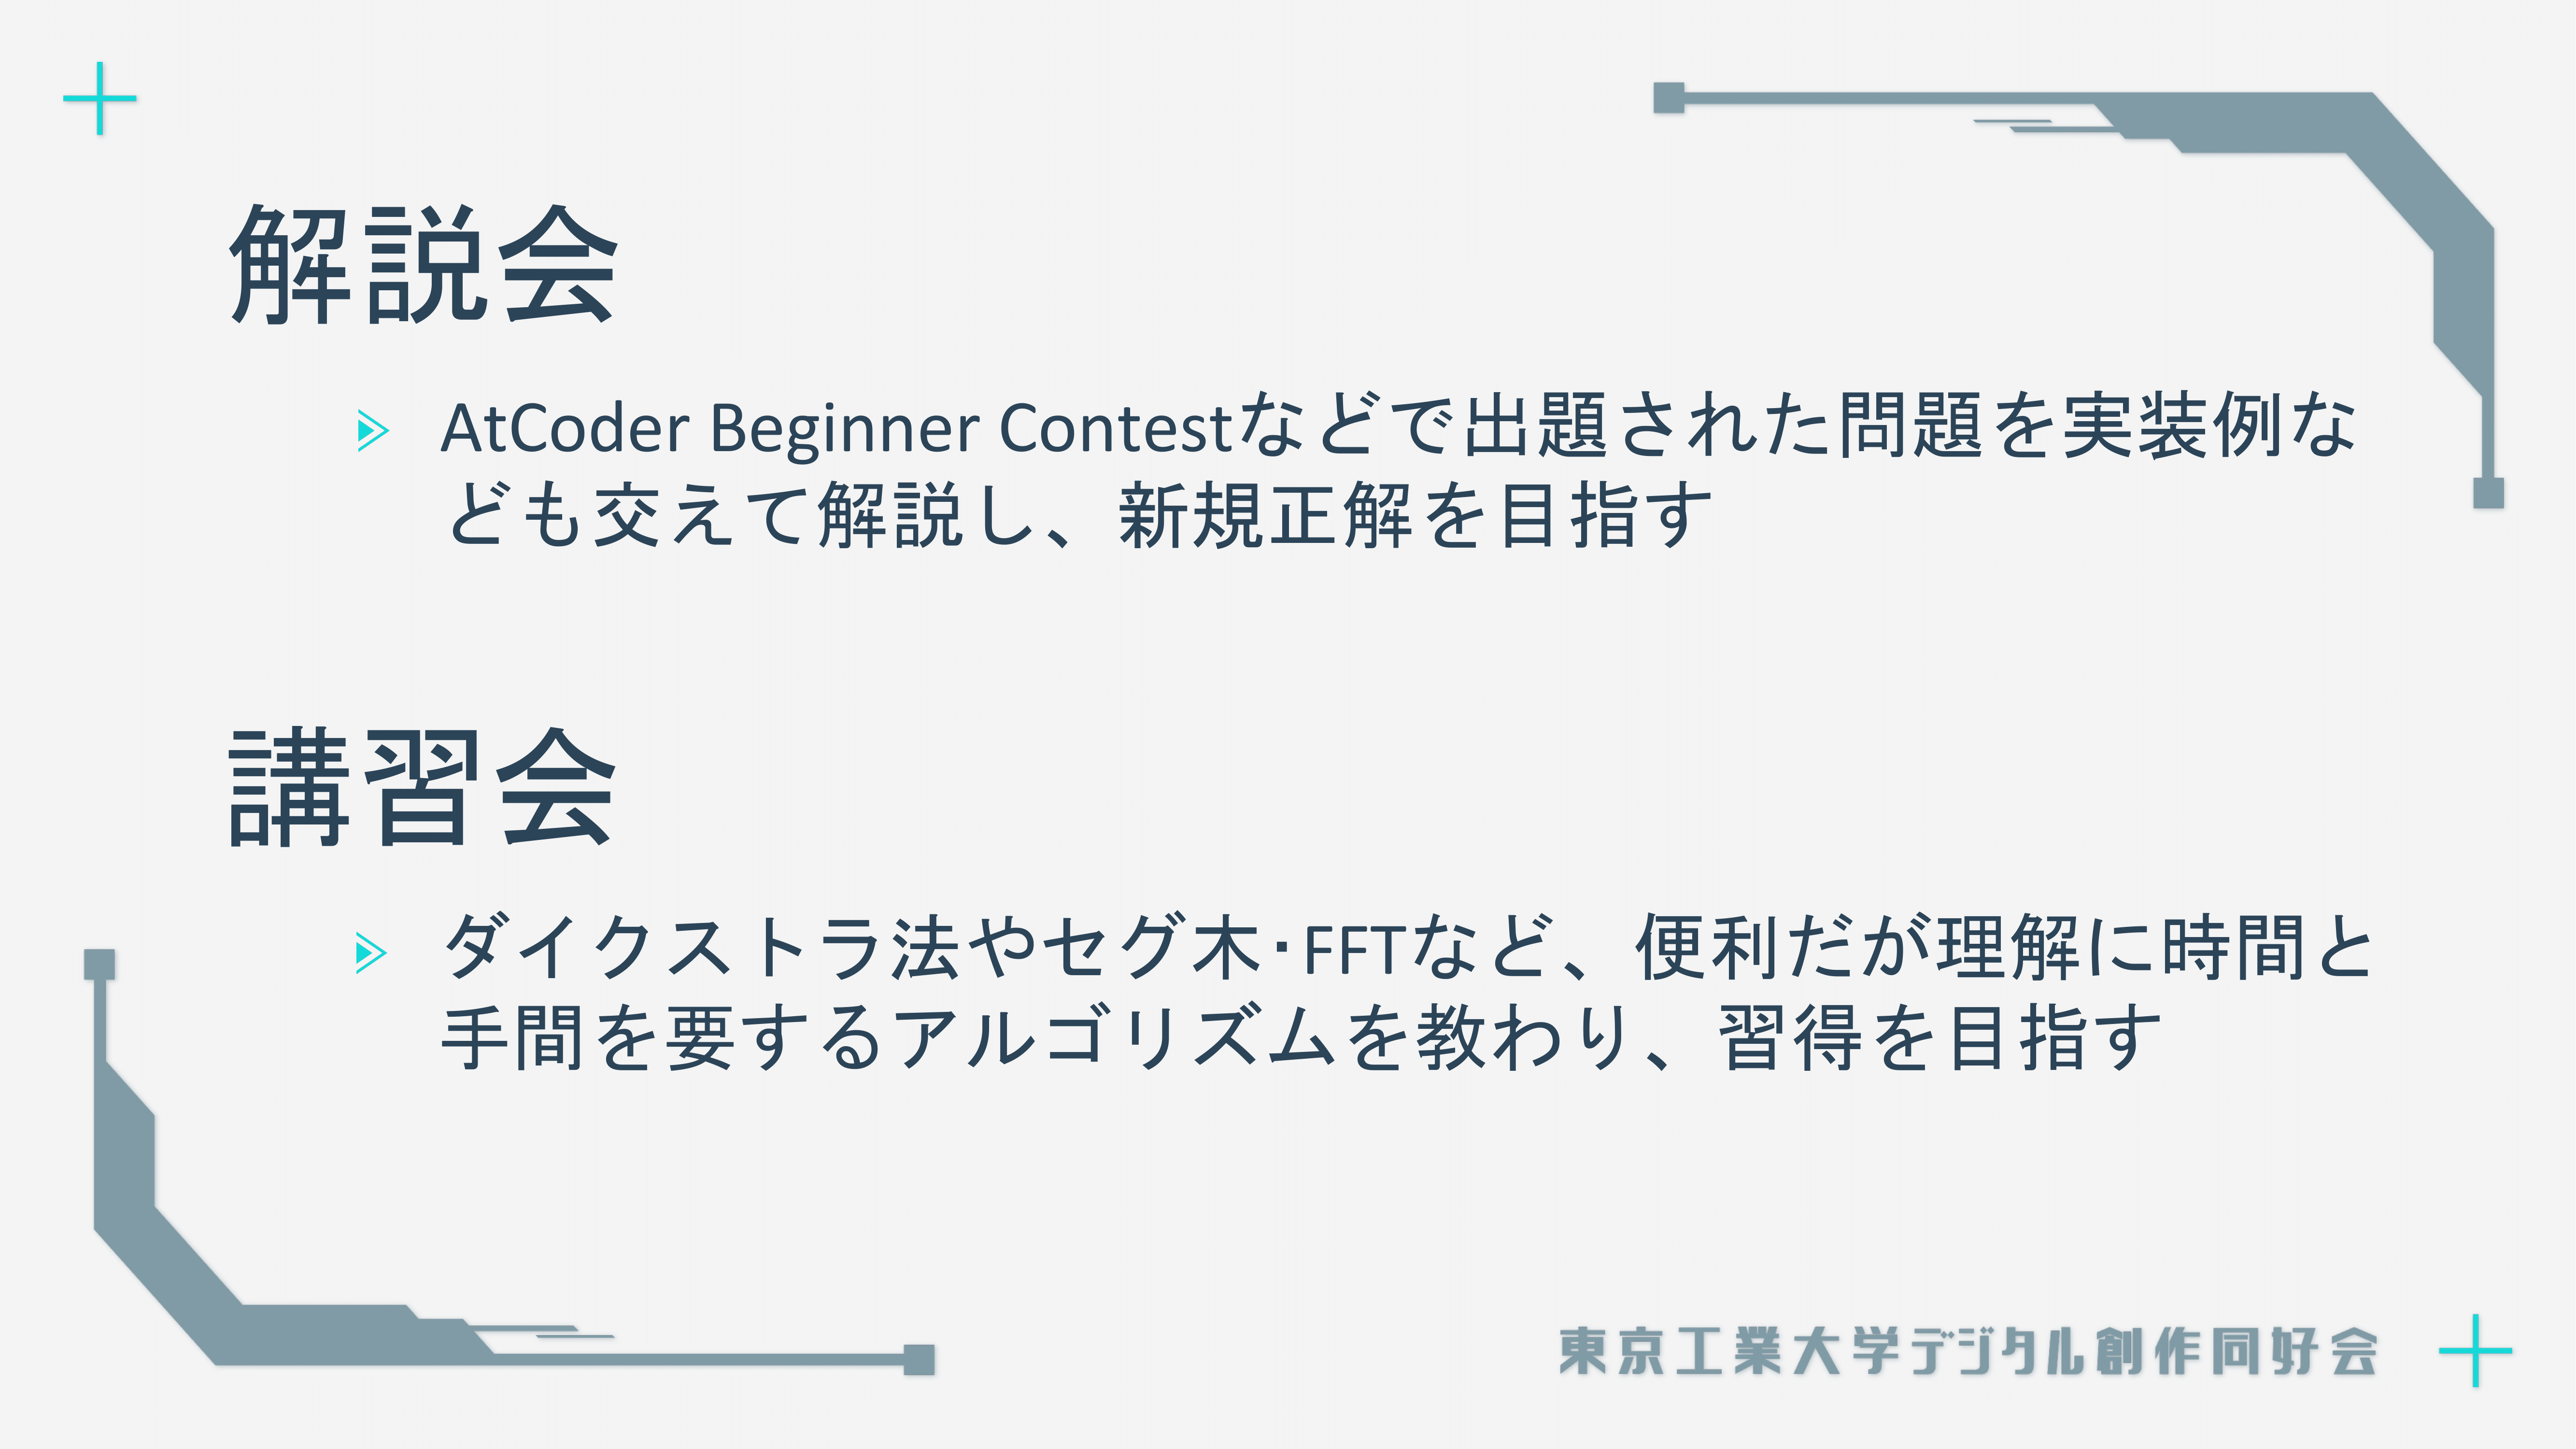 解説会
AtCoder Beginner Contestなどで出題された問題を実装例な
ども交えて解説し、新規正解を目指す
講習会
ダイクストラ法やセグ木･FFTなど、便利だが理解に時間と
手間を要するアルゴリズムを教わり、習得を目指す
東京工業大学デジタル創作同好会